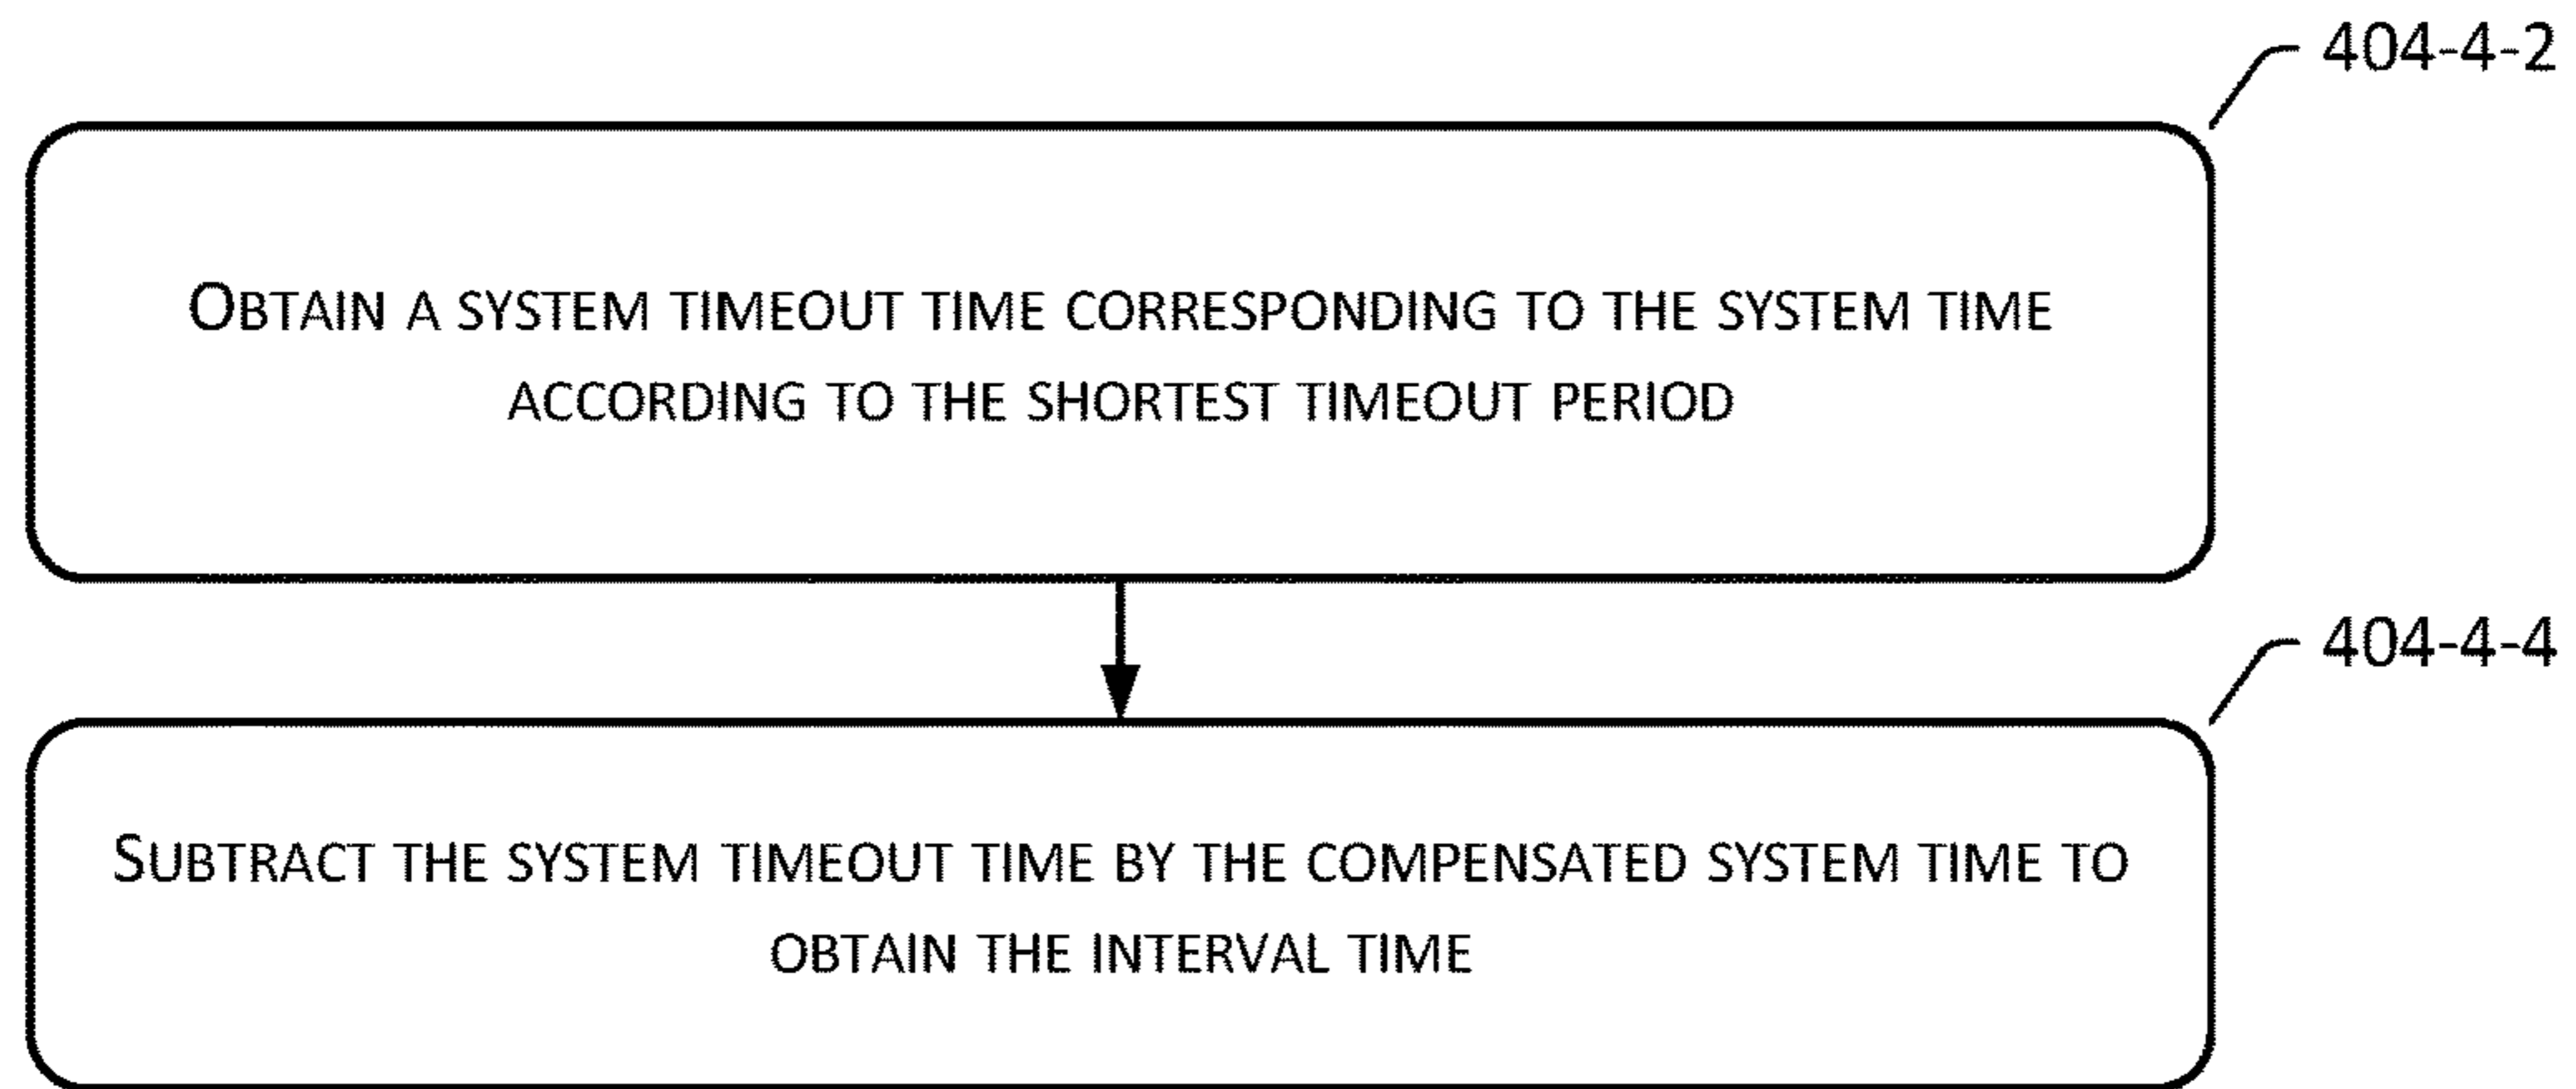 404-4-2
OBTAIN A SYSTEM TIMEOUT TIME CORRESPONDING TO THE SYSTEM TIME
ACCORDING TO THE SHORTEST TIMEOUT PERIOD
404-4-4
SUBTRACT THE SYSTEM TIMEOUT TIME BY THE COMPENSATED SYSTEM TIME TO
OBTAIN THE INTERVAL TIME